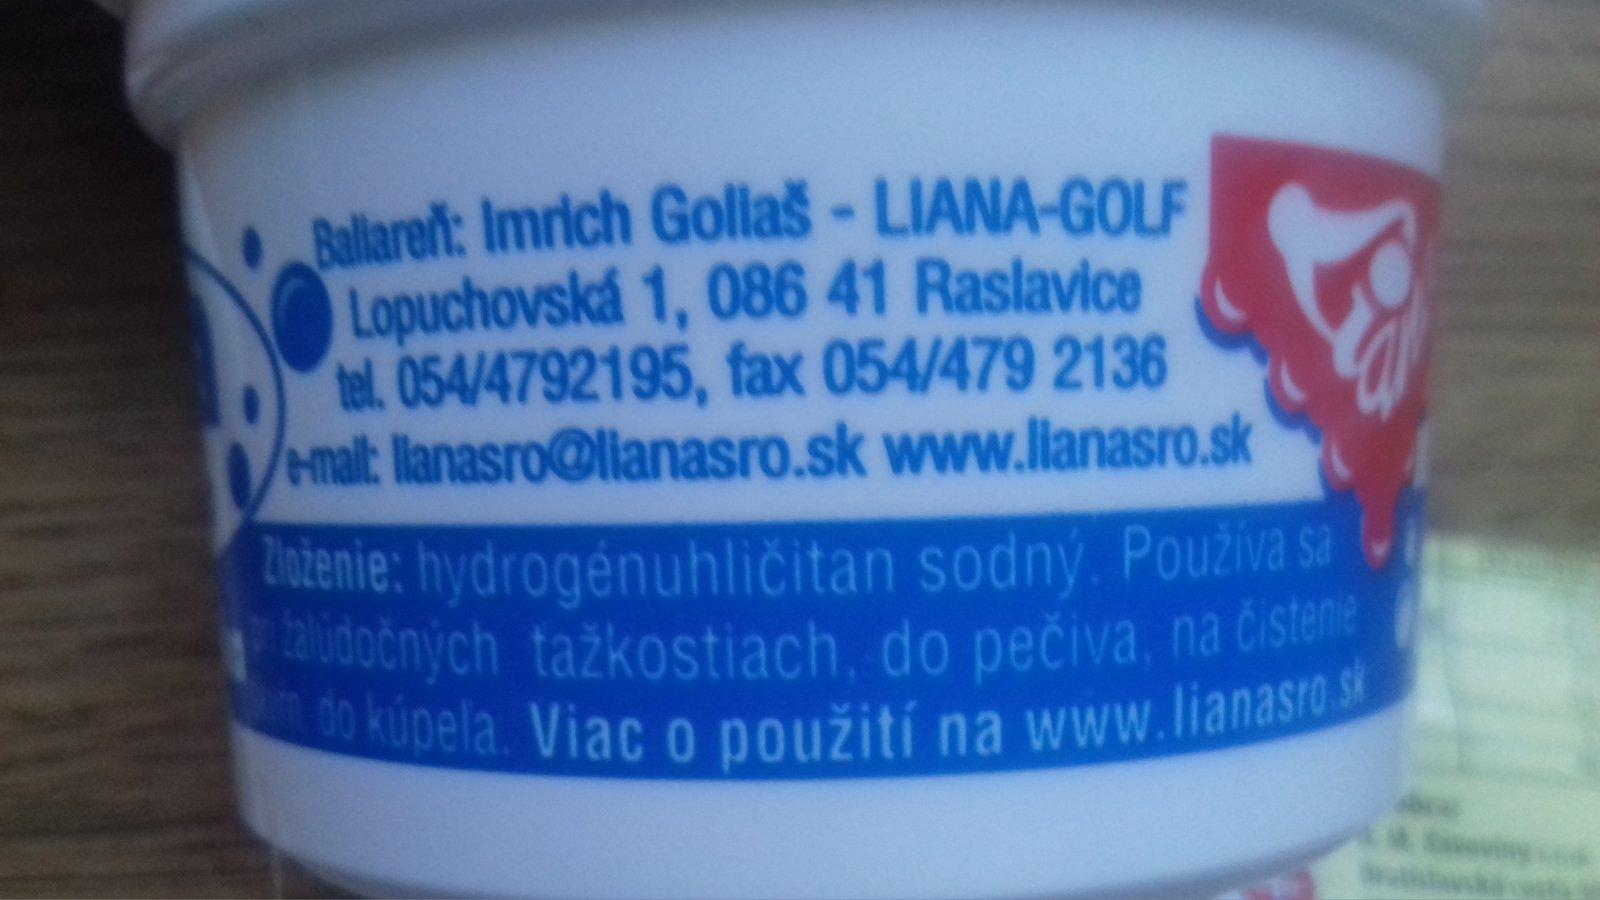 Baliareň: Imrich Goliaš - LIANA-GOLF
Lopuchovská 1, 086 41 Raslavice
tel. 054/4792195, fax 054/479 2136
e-mail: lianasro@lianasro.sk www.lianasro.sk
Zloženie: hydrogénuhličitan sodný. Používa sa
pri žalúdočných ťažkostiach, do pečiva, na čistenie
do kúpeľa. Viac o použití na www.lianasro.sk